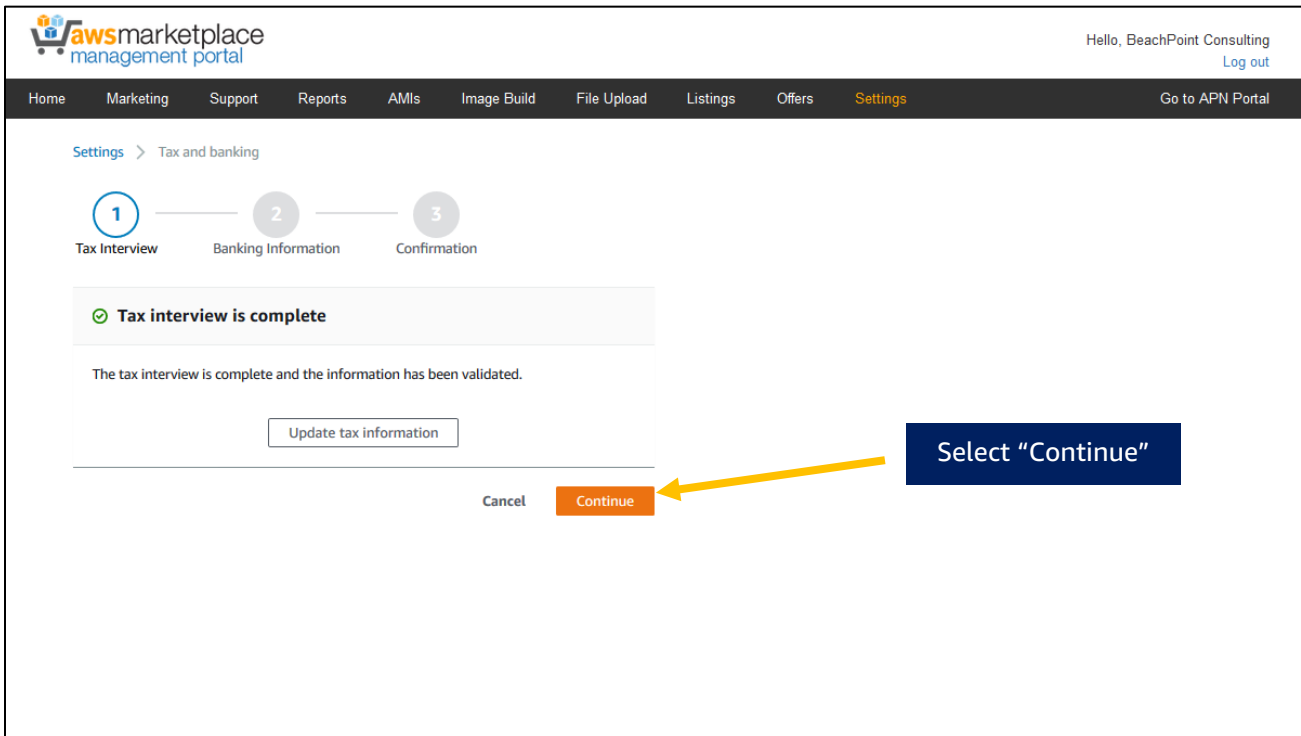 awsmarketplace
management portal
Hello, BeachPoint Consulting
Log out
Home Marketing Support Reports AMIs Image Build File Upload Listings Offers Settings Go to APN Portal
Settings > Tax and banking
1 2 3
Tax Interview Banking Information Confirmation
Tax interview is complete
The tax interview is complete and the information has been validated.
Update tax information
Select “Continue”
Cancel Continue